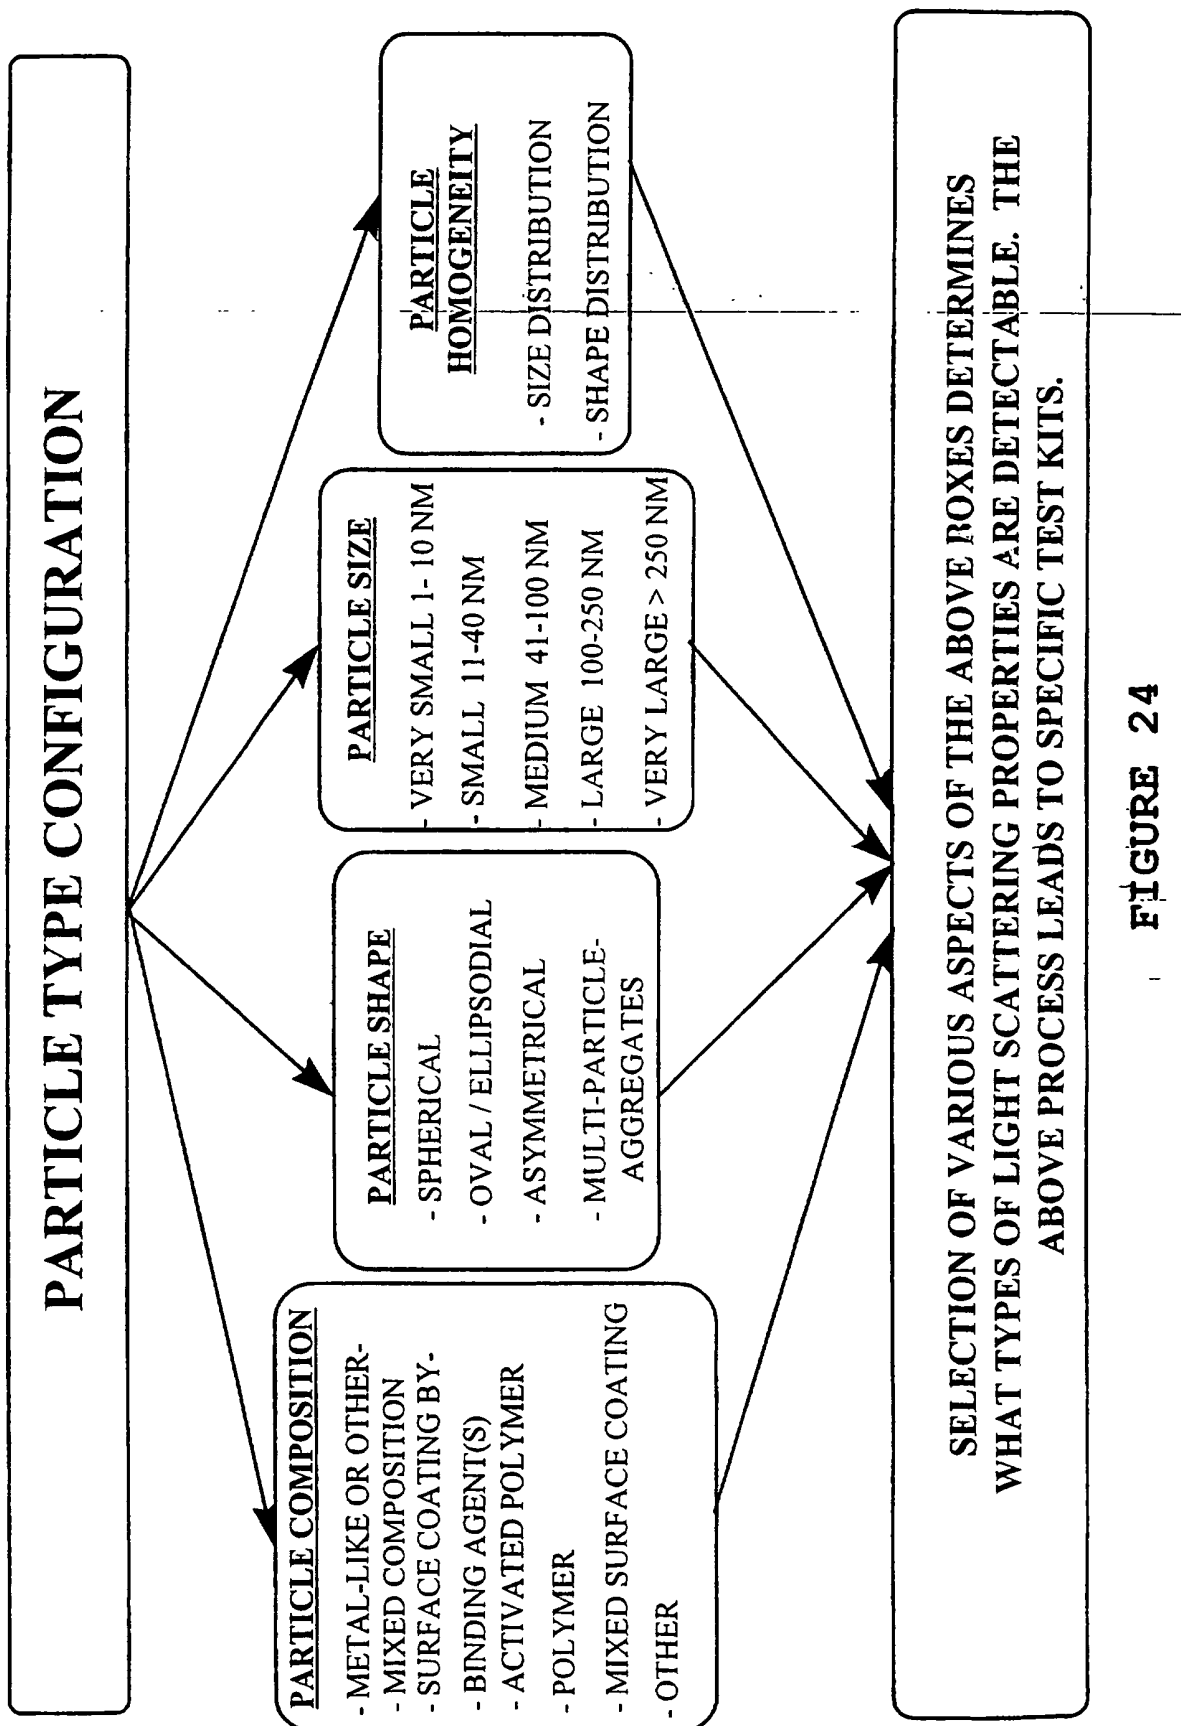 PARTICLE TYPE CONFIGURATION
PARTICLE COMPOSITION
- METAL-LIKE OR OTHER-
- MIXED COMPOSITION
- SURFACE COATING BY-
- BINDING AGENT(S)
- ACTIVATED POLYMER
- POLYMER
- MIXED SURFACE COATING
- OTHER
PARTICLE SHAPE
- SPHERICAL
- OVAL / ELLIPSODIAL
- ASYMMETRICAL
- MULTI-PARTICLE-
AGGREGATES
PARTICLE SIZE
- VERY SMALL 1- 10 NM
- SMALL 11-40 NM
- MEDIUM 41-100 NM
- LARGE 100-250 NM
- VERY LARGE > 250 NM
PARTICLE
HOMOGENEITY
- SIZE DISTRIBUTION
- SHAPE DISTRIBUTION
SELECTION OF VARIOUS ASPECTS OF THE ABOVE BOXES DETERMINES
WHAT TYPES OF LIGHT SCATTERING PROPERTIES ARE DETECTABLE. THE
ABOVE PROCESS LEADS TO SPECIFIC TEST KITS.
FIGURE 24